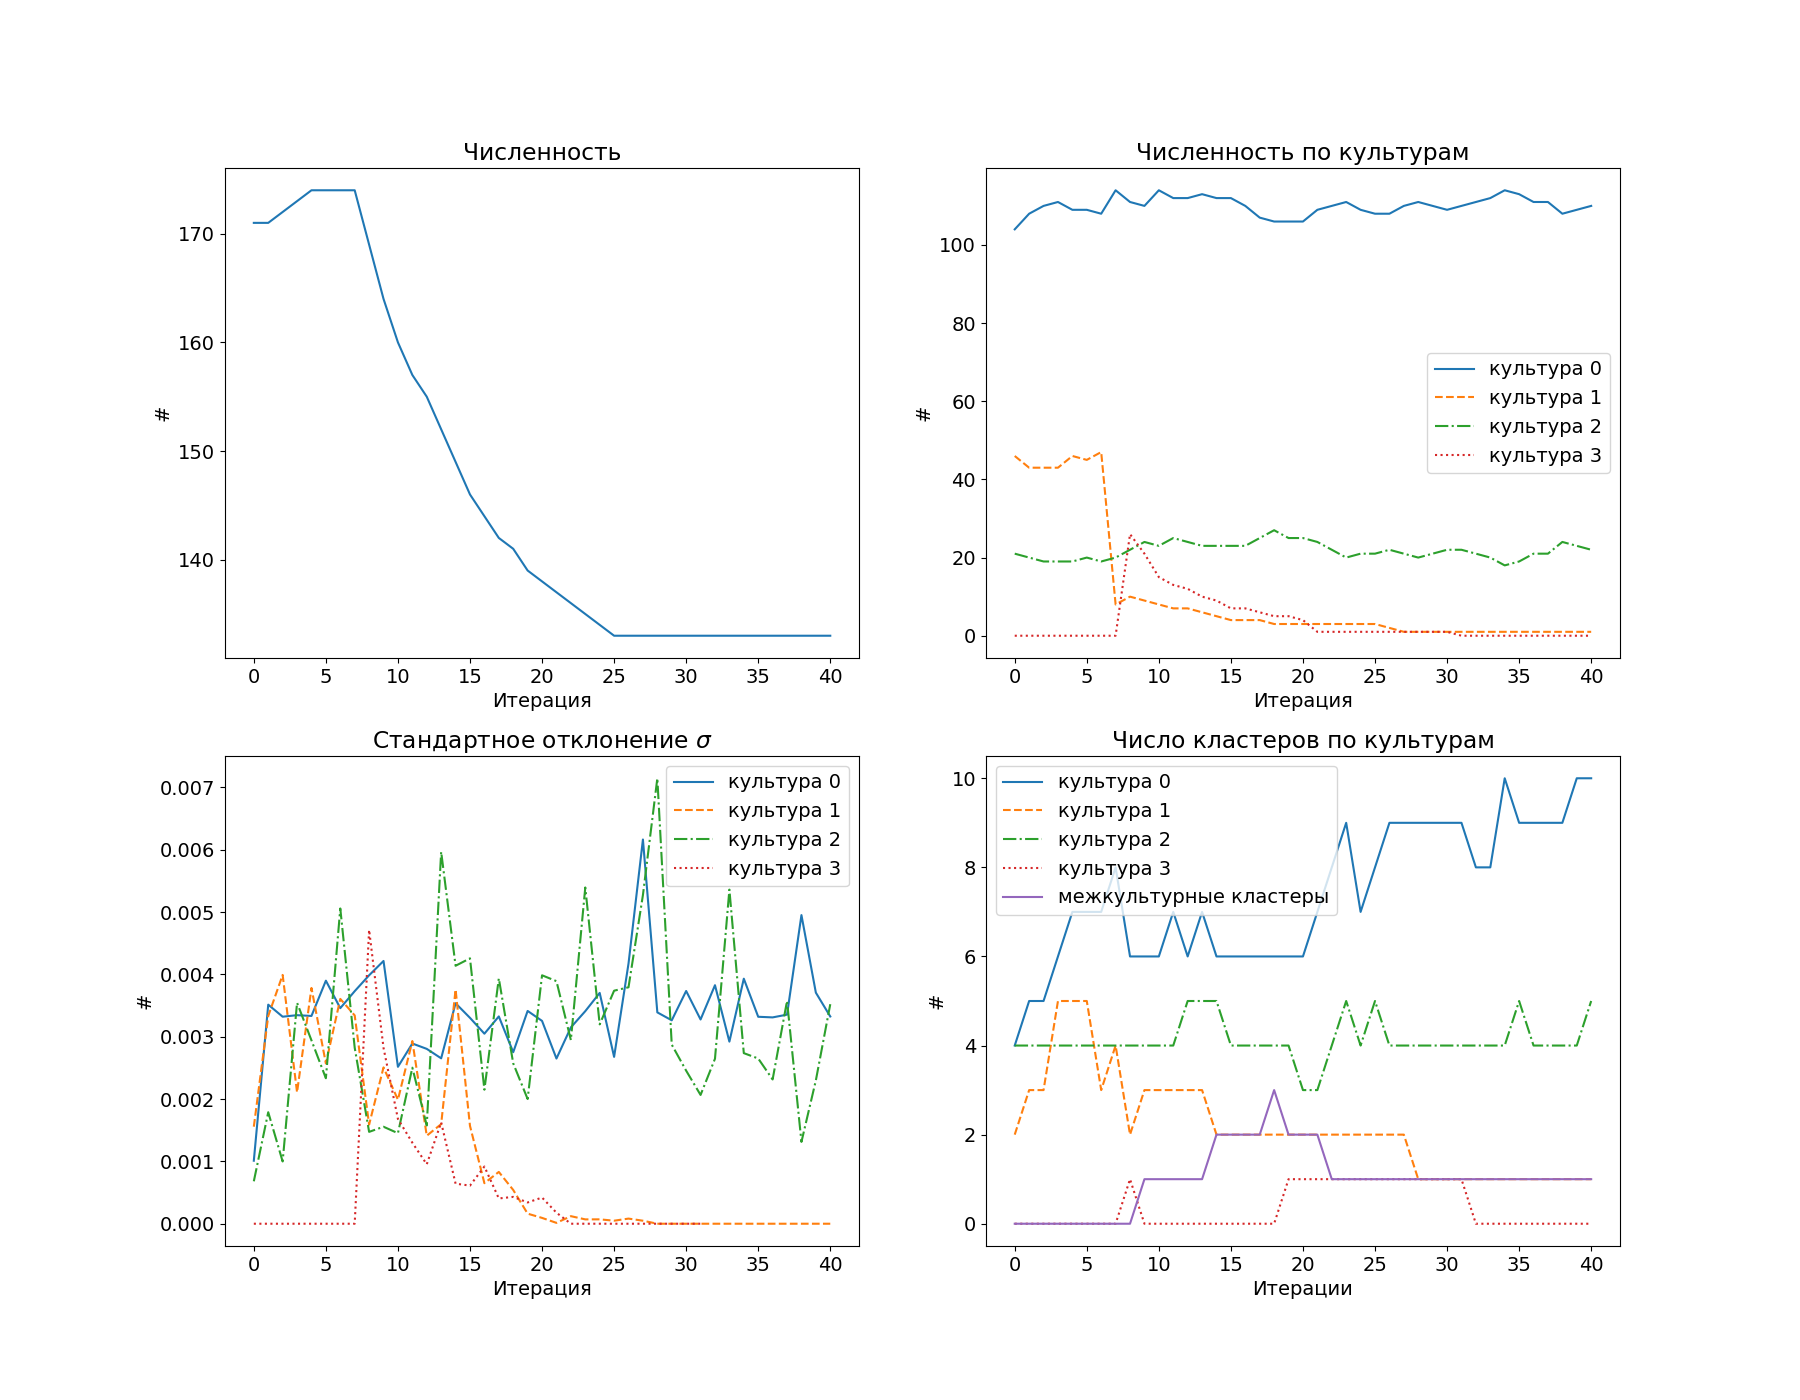 Численность
170
160
150
140
#
0 5 10 15 20 25 30 35 40
Итерация
Численность по культурам
100
80
60
40
20
0
#
культура 0
культура 1
культура 2
культура 3
0 5 10 15 20 25 30 35 40
Итерация
Стандартное отклонение σ
0.007
0.006
0.005
0.004
0.003
0.002
0.001
0.000
#
культура 0
культура 1
культура 2
культура 3
0 5 10 15 20 25 30 35 40
Итерация
Число кластеров по культурам
10
8
6
4
2
0
#
культура 0
культура 1
культура 2
культура 3
межкультурные кластеры
0 5 10 15 20 25 30 35 40
Итерации